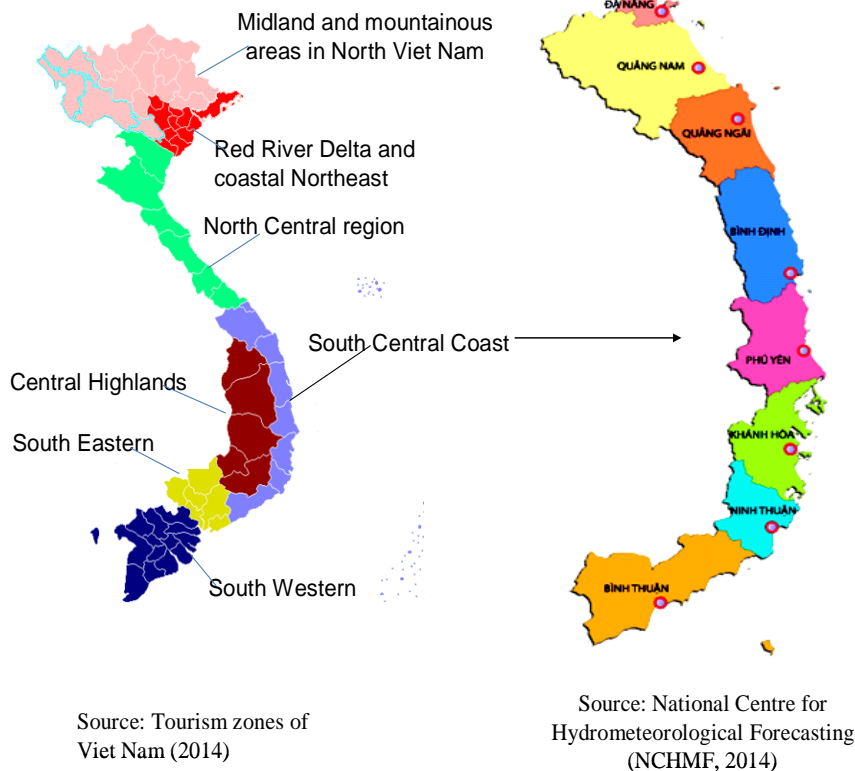 Midland and mountainous
areas in North Viet Nam
Red River Delta and
coastal Northeast
North Central region
South Central Coast
Central Highlands
South Eastern
South Western
Source: Tourism zones of
Viet Nam (2014)
ĐÀ NẴNG
QUẢNG NAM
QUẢNG NGÃI
BÌNH ĐỊNH
PHÚ YÊN
KHÁNH HÒA
NINH THUẬN
BÌNH THUẬN
Source: National Centre for
Hydrometeorological Forecasting
(NCHMF, 2014)